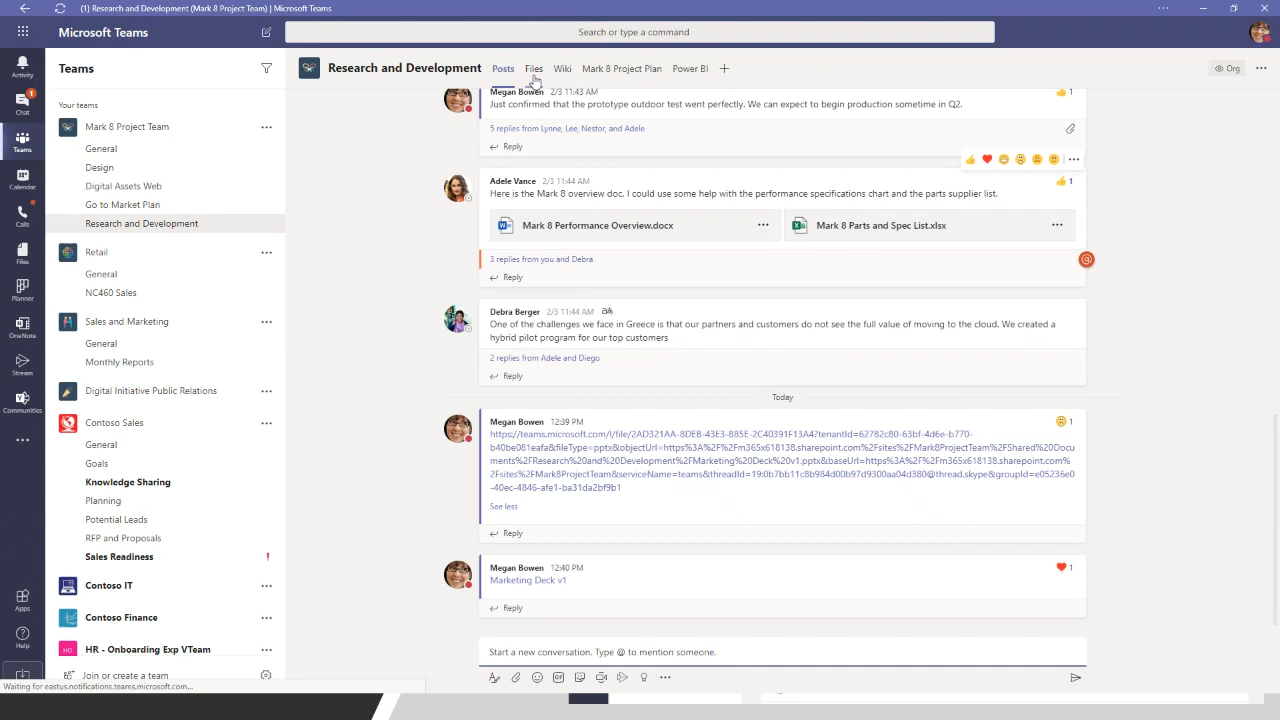 (1) Research and Development (Mark 8 Project Team) | Microsoft Teams
Microsoft Teams
Search or type a command
Activity
Chat
1
Teams
Calendar
Calls
Files
Planner
OneNote
Stream
Communities
Apps
Help
Teams
Your teams
Mark 8 Project Team
General
Design
Digital Assets Web
Go to Market Plan
Research and Development
Retail
General
NC460 Sales
Sales and Marketing
General
Monthly Reports
Digital Initiative Public Relations
Contoso Sales
General
Goals
Knowledge Sharing
Planning
Potential Leads
RFP and Proposals
Sales Readiness !
Contoso IT
Contoso Finance
HO HR - Onboarding Exp VTeam
Join or create a team
Waiting for eastus.notifications.teams.microsoft.com...
Research and Development Posts Files Wiki Mark 8 Project Plan Power BI + Org
Megan Bowen 2/3 11:43 AM 1
Just confirmed that the prototype outdoor test went perfectly. We can expect to begin production sometime in Q2.
5 replies from Lynne, Lee, Nestor, and Adele
Reply
Adele Vance 2/3 11:44 AM 1
Here is the Mark 8 overview doc. I could use some help with the performance specifications chart and the parts supplier list.
Mark 8 Performance Overview.docx Mark 8 Parts and Spec List.xlsx
3 replies from you and Debra @
Reply
Debra Berger 2/3 11:44 AM
One of the challenges we face in Greece is that our partners and customers do not see the full value of moving to the cloud. We created a
hybrid pilot program for our top customers
2 replies from Adele and Diego
Reply
Today
Megan Bowen 12:39 PM 1
https://teams.microsoft.com/l/file/2AD321AA-8DEB-43E3-885E-2C40391F13A4?tenantId=62782c80-63bf-4d6e-b770-
b40be081eafa&fileType=pptx&objectUrl=https%3A%2F%2Fm365x618138.sharepoint.com%2Fsites%2FMark8ProjectTeam%2FShared%20Docu
ments%2FResearch%20and%20Development%2FMarketing%20Deck%20v1.pptx&baseUrl=https%3A%2F%2Fm365x618138.sharepoint.com%
2Fsites%2FMark8ProjectTeam&serviceName=teams&threadId=19:0b7bb11c8b984d00b97d9300aa04d380@thread.skype&groupId=e05236e0
-40ec-4846-afe1-ba31da2bf9b1
See less
Reply
Megan Bowen 12:40 PM 1
Marketing Deck v1
Reply
Start a new conversation. Type @ to mention someone.
GIF